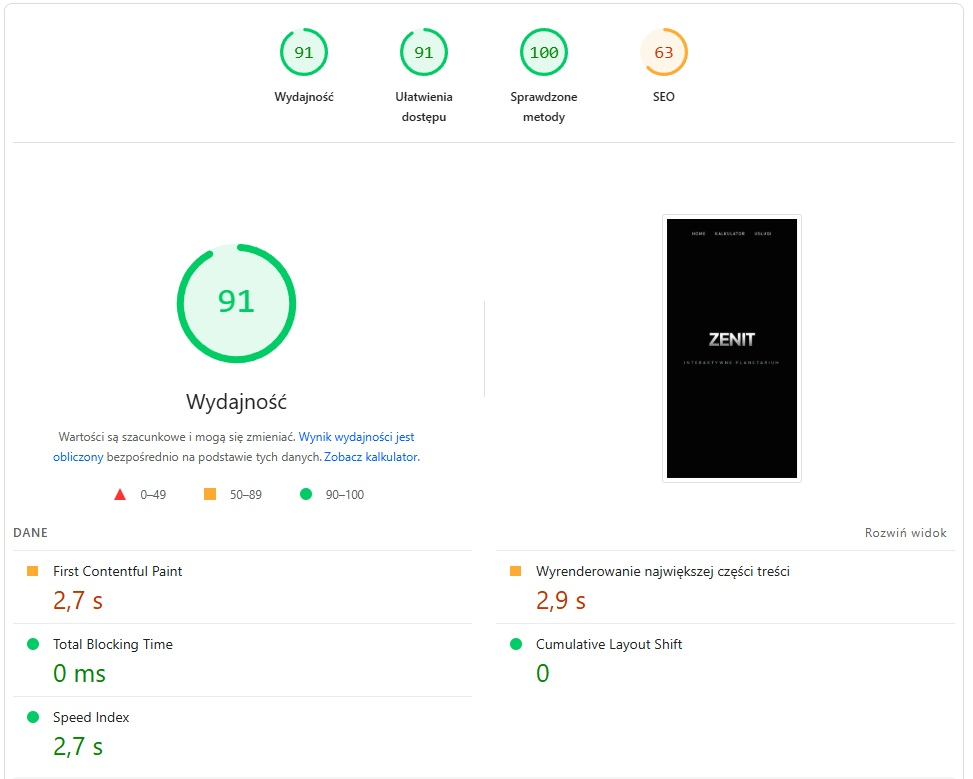 91
91
100
63
Wydajność
Ułatwienia dostępu
Sprawdzone metody
SEO
91
Wydajność
Wartości są szacunkowe i mogą się zmieniać. Wynik wydajności jest
obliczony bezpośrednio na podstawie tych danych. Zobacz kalkulator.
0–49
50–89
90–100
HOME KALKULATOR USŁUGI
ZENIT
INTERAKTYWNE PLANETARIUM
DANE
Rozwiń widok
First Contentful Paint
2,7 s
Wyrenderowanie największej części treści
2,9 s
Total Blocking Time
0 ms
Cumulative Layout Shift
0
Speed Index
2,7 s